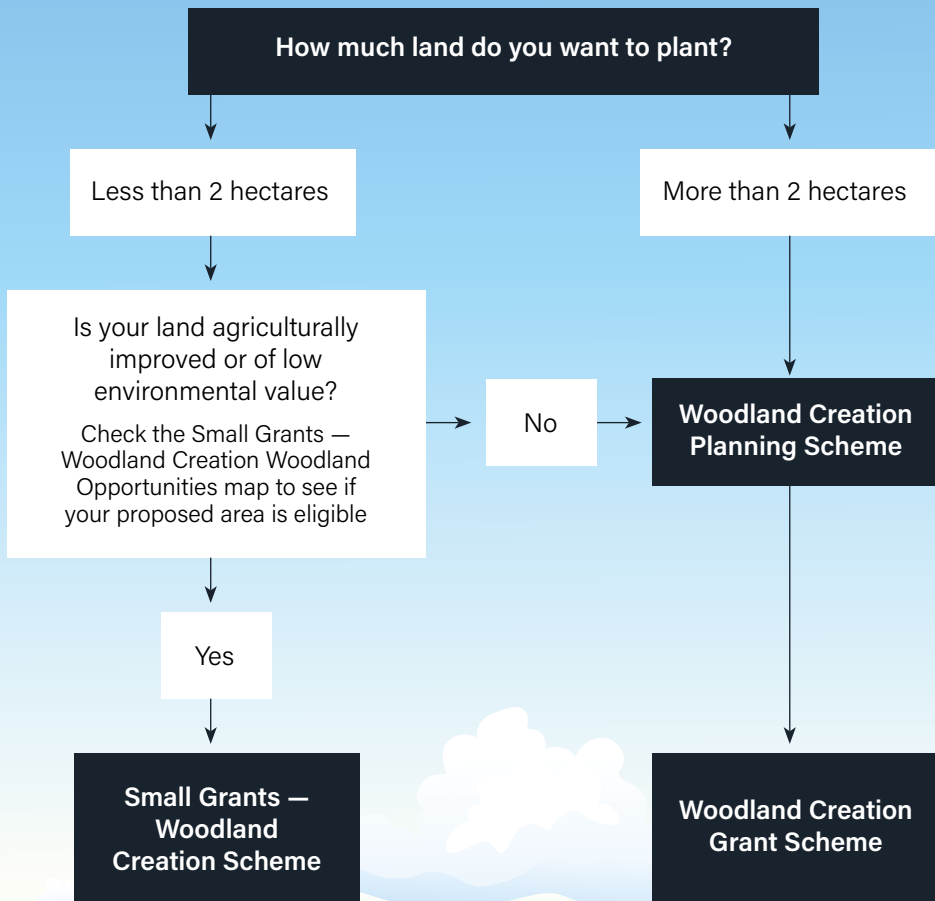 How much land do you want to plant?
Less than 2 hectares
More than 2 hectares
Is your land agriculturally
improved or of low
environmental value?
Check the Small Grants —
Woodland Creation Woodland
Opportunities map to see if
your proposed area is eligible
No
Woodland Creation
Planning Scheme
Yes
Small Grants —
Woodland
Creation Scheme
Woodland Creation
Grant Scheme